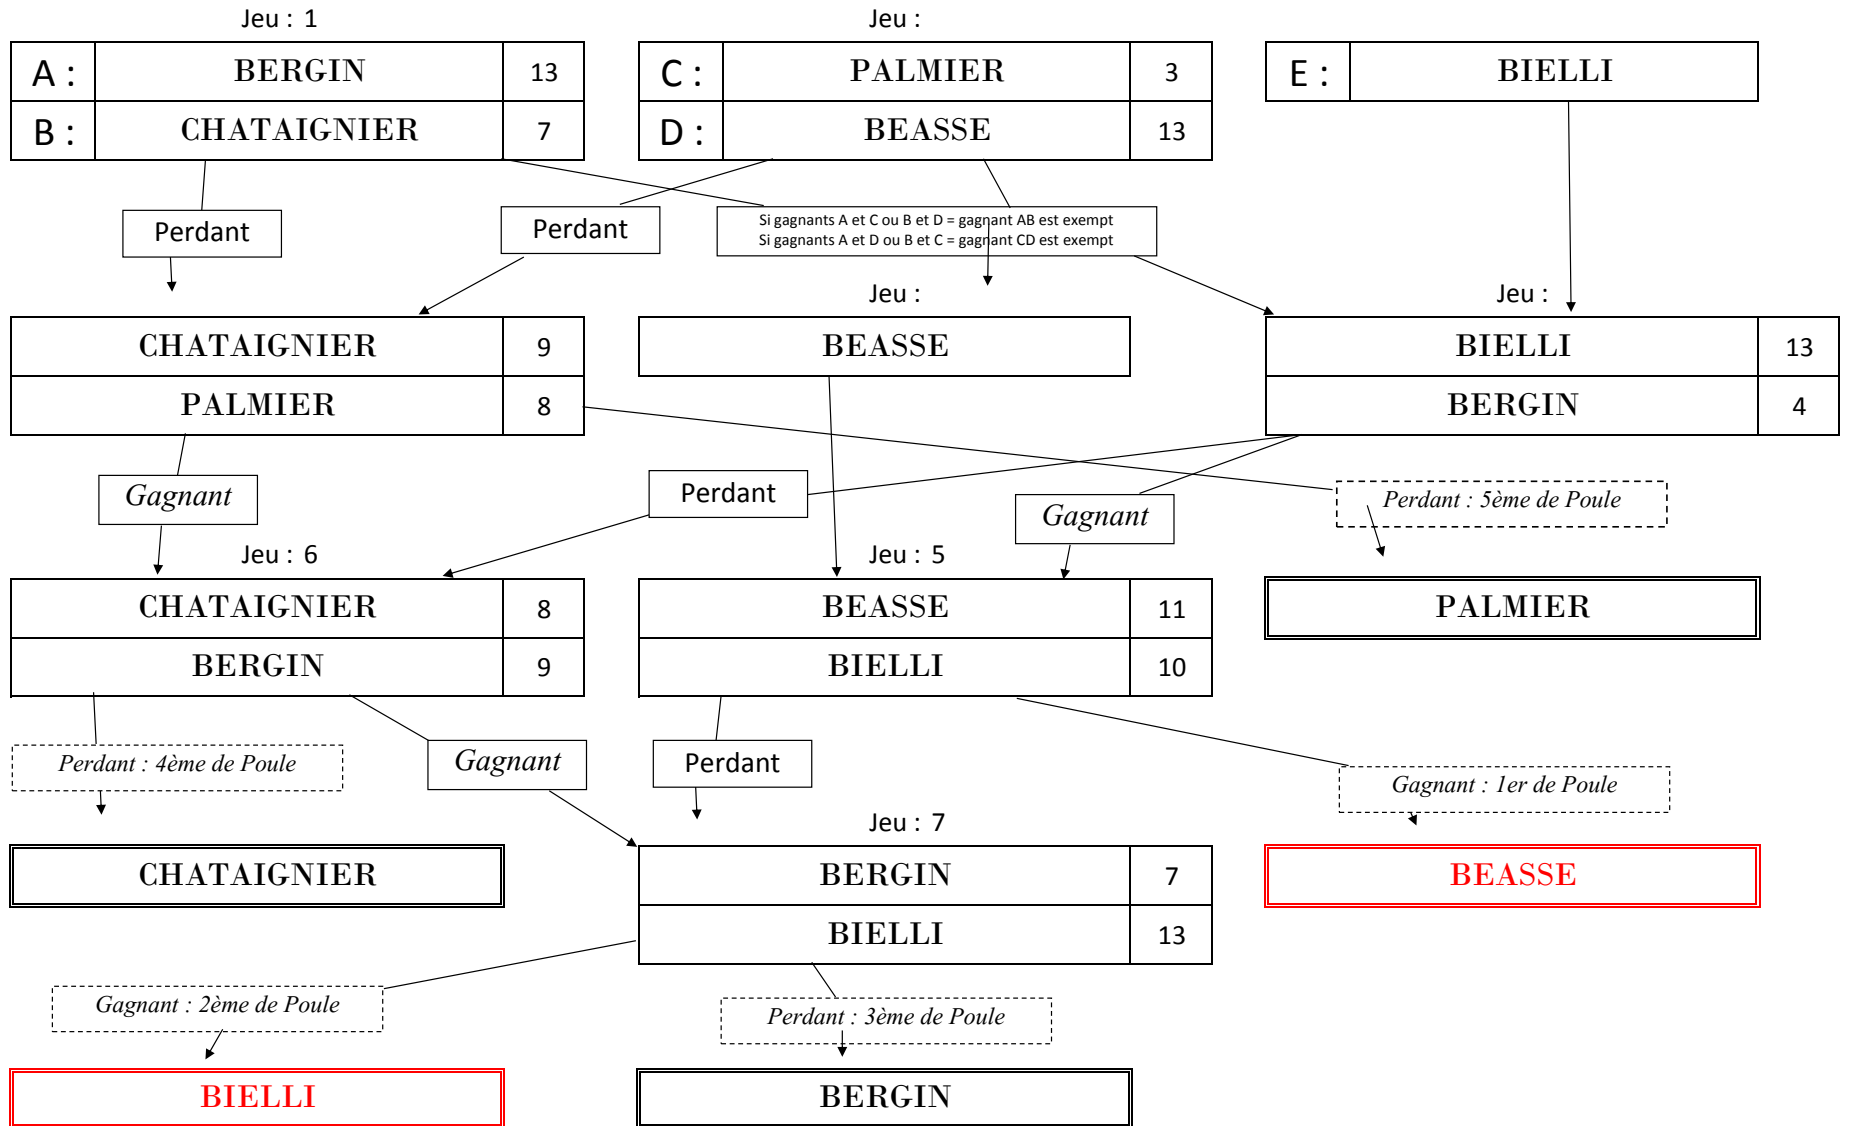 Jeu : 1
Jeu :
A : BERGIN 13
C : PALMIER 3
E : BIELLI
B : CHATAIGNIER 7
D : BEASSE 13
Perdant
Perdant
Si gagnants A et C ou B et D = gagnant AB est exempt
Si gagnants A et D ou B et C = gagnant CD est exempt
Jeu :
Jeu :
CHATAIGNIER 9
BEASSE
BIELLI 13
PALMIER 8
BERGIN 4
Gagnant
Perdant
Gagnant
Perdant : 5ème de Poule
Jeu : 6
Jeu : 5
CHATAIGNIER 8
BEASSE 11
PALMIER
BERGIN 9
BIELLI 10
Perdant : 4ème de Poule
Gagnant
Perdant
Gagnant : 1er de Poule
Jeu : 7
CHATAIGNIER
BERGIN 7
BEASSE
BIELLI 13
Gagnant : 2ème de Poule
Perdant : 3ème de Poule
BIELLI
BERGIN